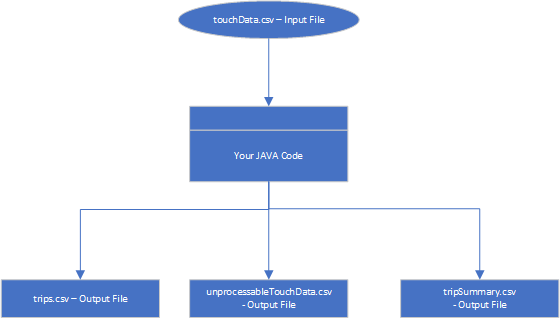 touchData.csv – Input File
Your JAVA Code
trips.csv – Output File
unprocessableTouchData.csv
- Output File
tripSummary.csv
- Output File